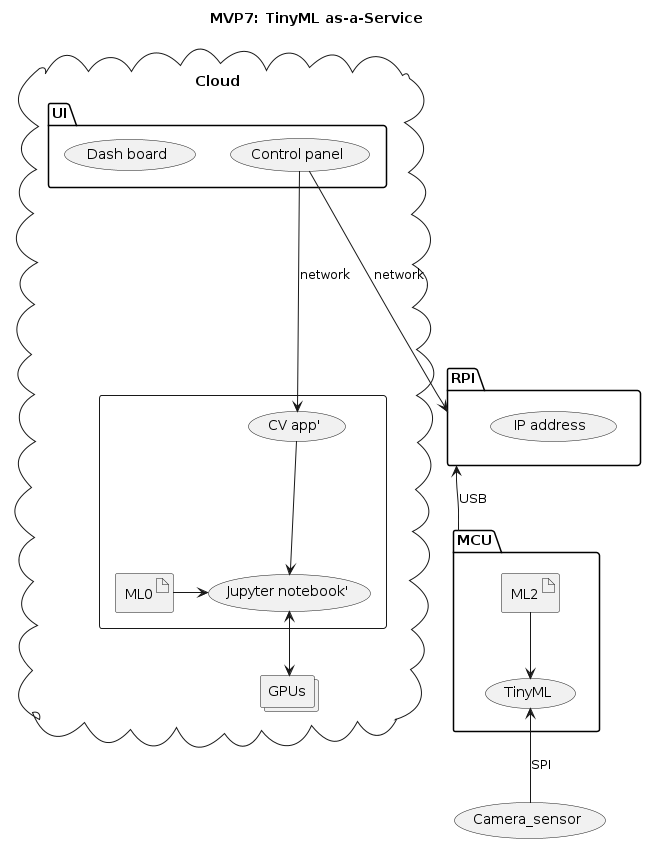 MVP7: TinyML as-a-Service
Cloud
UI
Dash board
Control panel
network
network
RPI
IP address
CV app'
USB
MCU
ML0
Jupyter notebook'
ML2
GPUs
TinyML
SPI
Camera_sensor